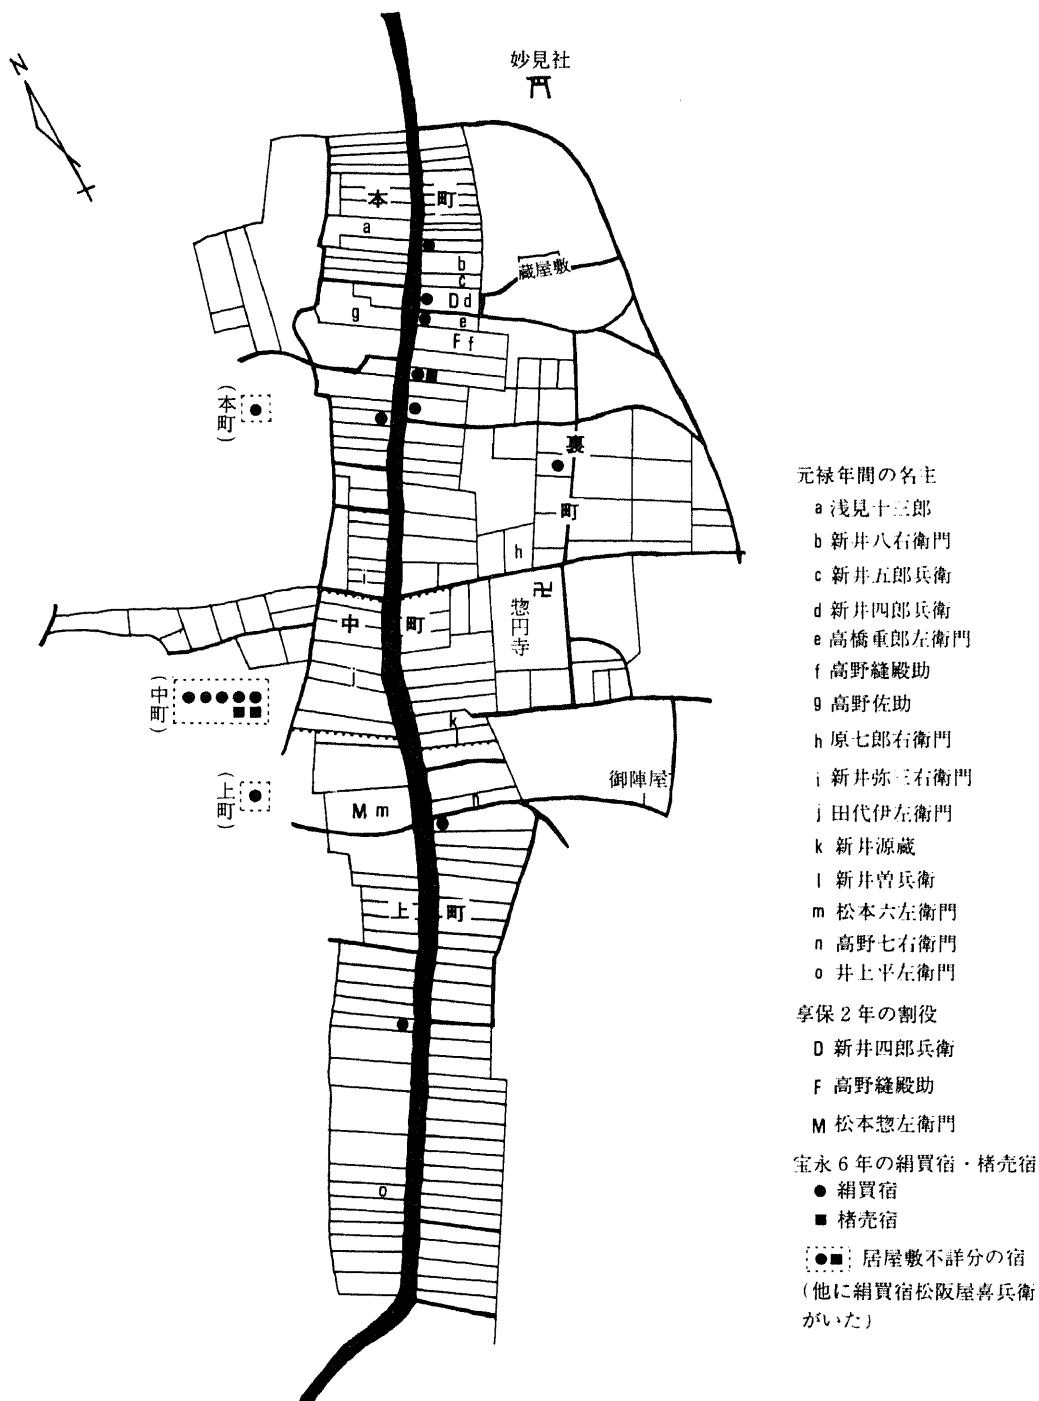 N
妙見社
本 町
a
b
蔵屋敷
c
D d
g
e
F f
(本町)
裏
町
h
i
中 町
惣円寺
j
(中町)
k
l
(上町)
御陣屋
M m
n
上 町
o
元禄年間の名主
a 浅見十三郎
b 新井八右衛門
c 新井五郎兵衛
d 新井四郎兵衛
e 高橋重郎左衛門
f 高野縫殿助
g 高野佐助
h 原七郎右衛門
i 新井弥三右衛門
j 田代伊左衛門
k 新井源蔵
l 新井曽兵衛
m 松本六左衛門
n 高野七右衛門
o 井上平左衛門
享保2年の割役
D 新井四郎兵衛
F 高野縫殿助
M 松本惣左衛門
宝永6年の絹買宿・楮売宿
● 絹買宿
■ 楮売宿
●■ 居屋敷不詳分の宿
(他に絹買宿松阪屋喜兵衛
がいた)